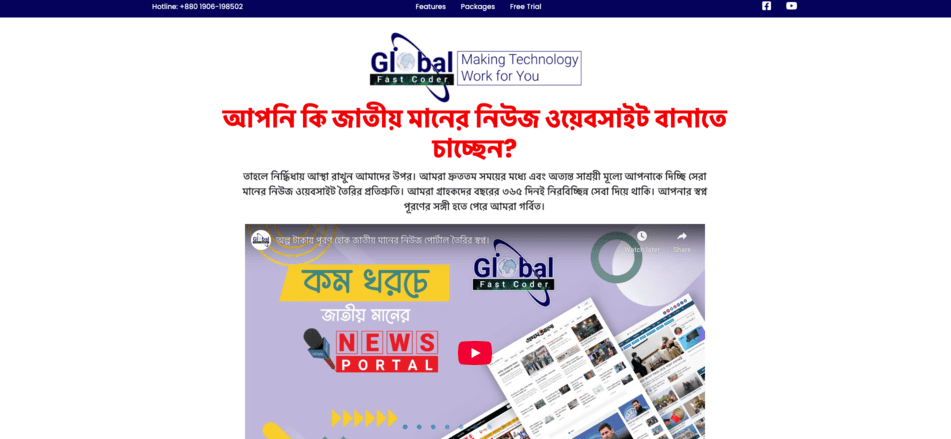 Hotline: +880 1906-198502
Features
Packages
Free Trial
Global
Fast Coder
Making Technology
Work for You
আপনি কি জাতীয় মানের নিউজ ওয়েবসাইট বানাতে
চাচ্ছেন?
তাহলে নির্দ্ধিধায় আস্থা রাখুন আমাদের উপর। আমরা দ্রুততম সময়ের মধ্যে এবং অত্যন্ত সাশ্রয়ী মূল্যে আপনাকে দিচ্ছি সেরা
মানের নিউজ ওয়েবসাইট তৈরির প্রতিশ্রুতি। আমরা গ্রাহকদের বছরের ৩৬৫ দিনই নিরবিচ্ছিন্ন সেবা দিয়ে থাকি। আপনার স্বপ্ন
পূরণের সঙ্গী হতে পেরে আমরা গর্বিত।
অল্প টাকায় পূরণ হোক জাতীয় মানের নিউজ পোর্টাল তৈরির স্বপ্ন।
Watch later
Share
কম খরচে
জাতীয় মানের
NEWS
PORTAL
Global
Fast Coder